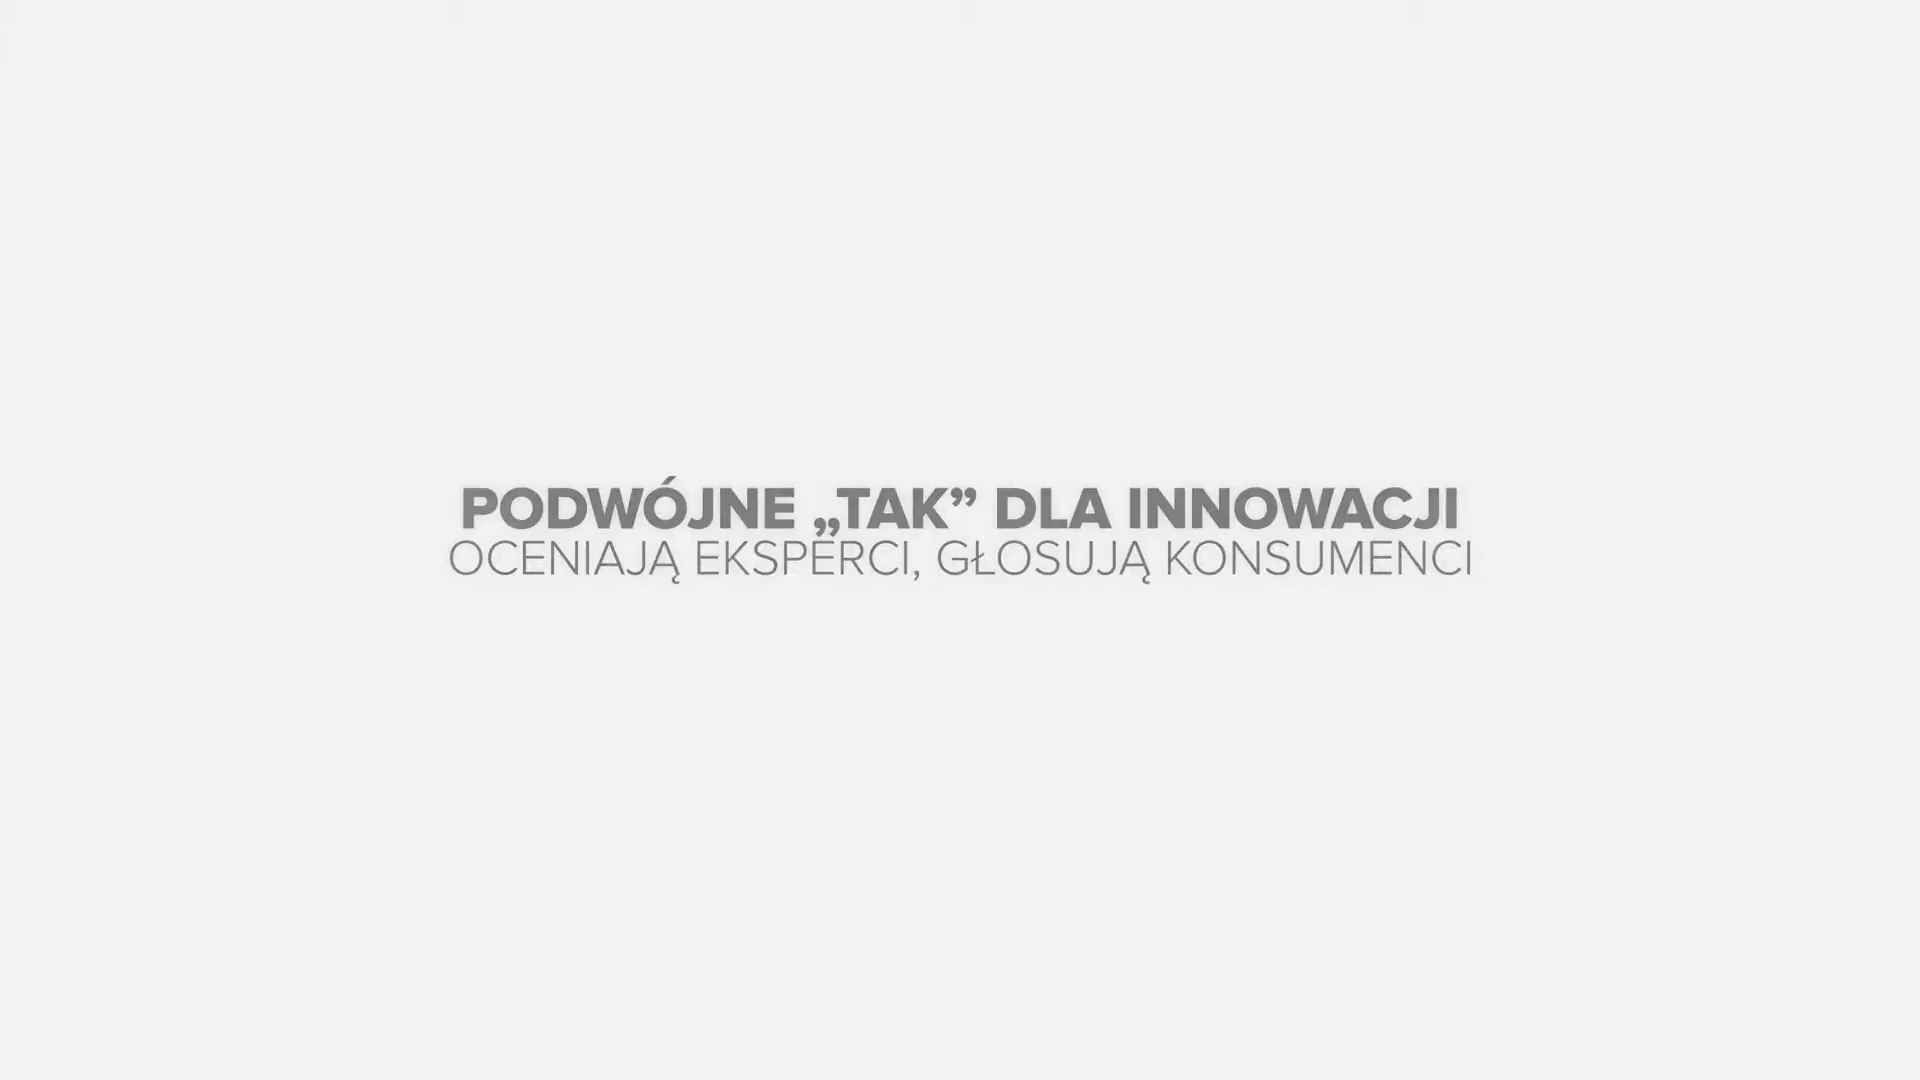 PODWÓJNE „TAK” DLA INNOWACJI
OCENIAJĄ EKSPERCI, GŁOSUJĄ KONSUMENCI